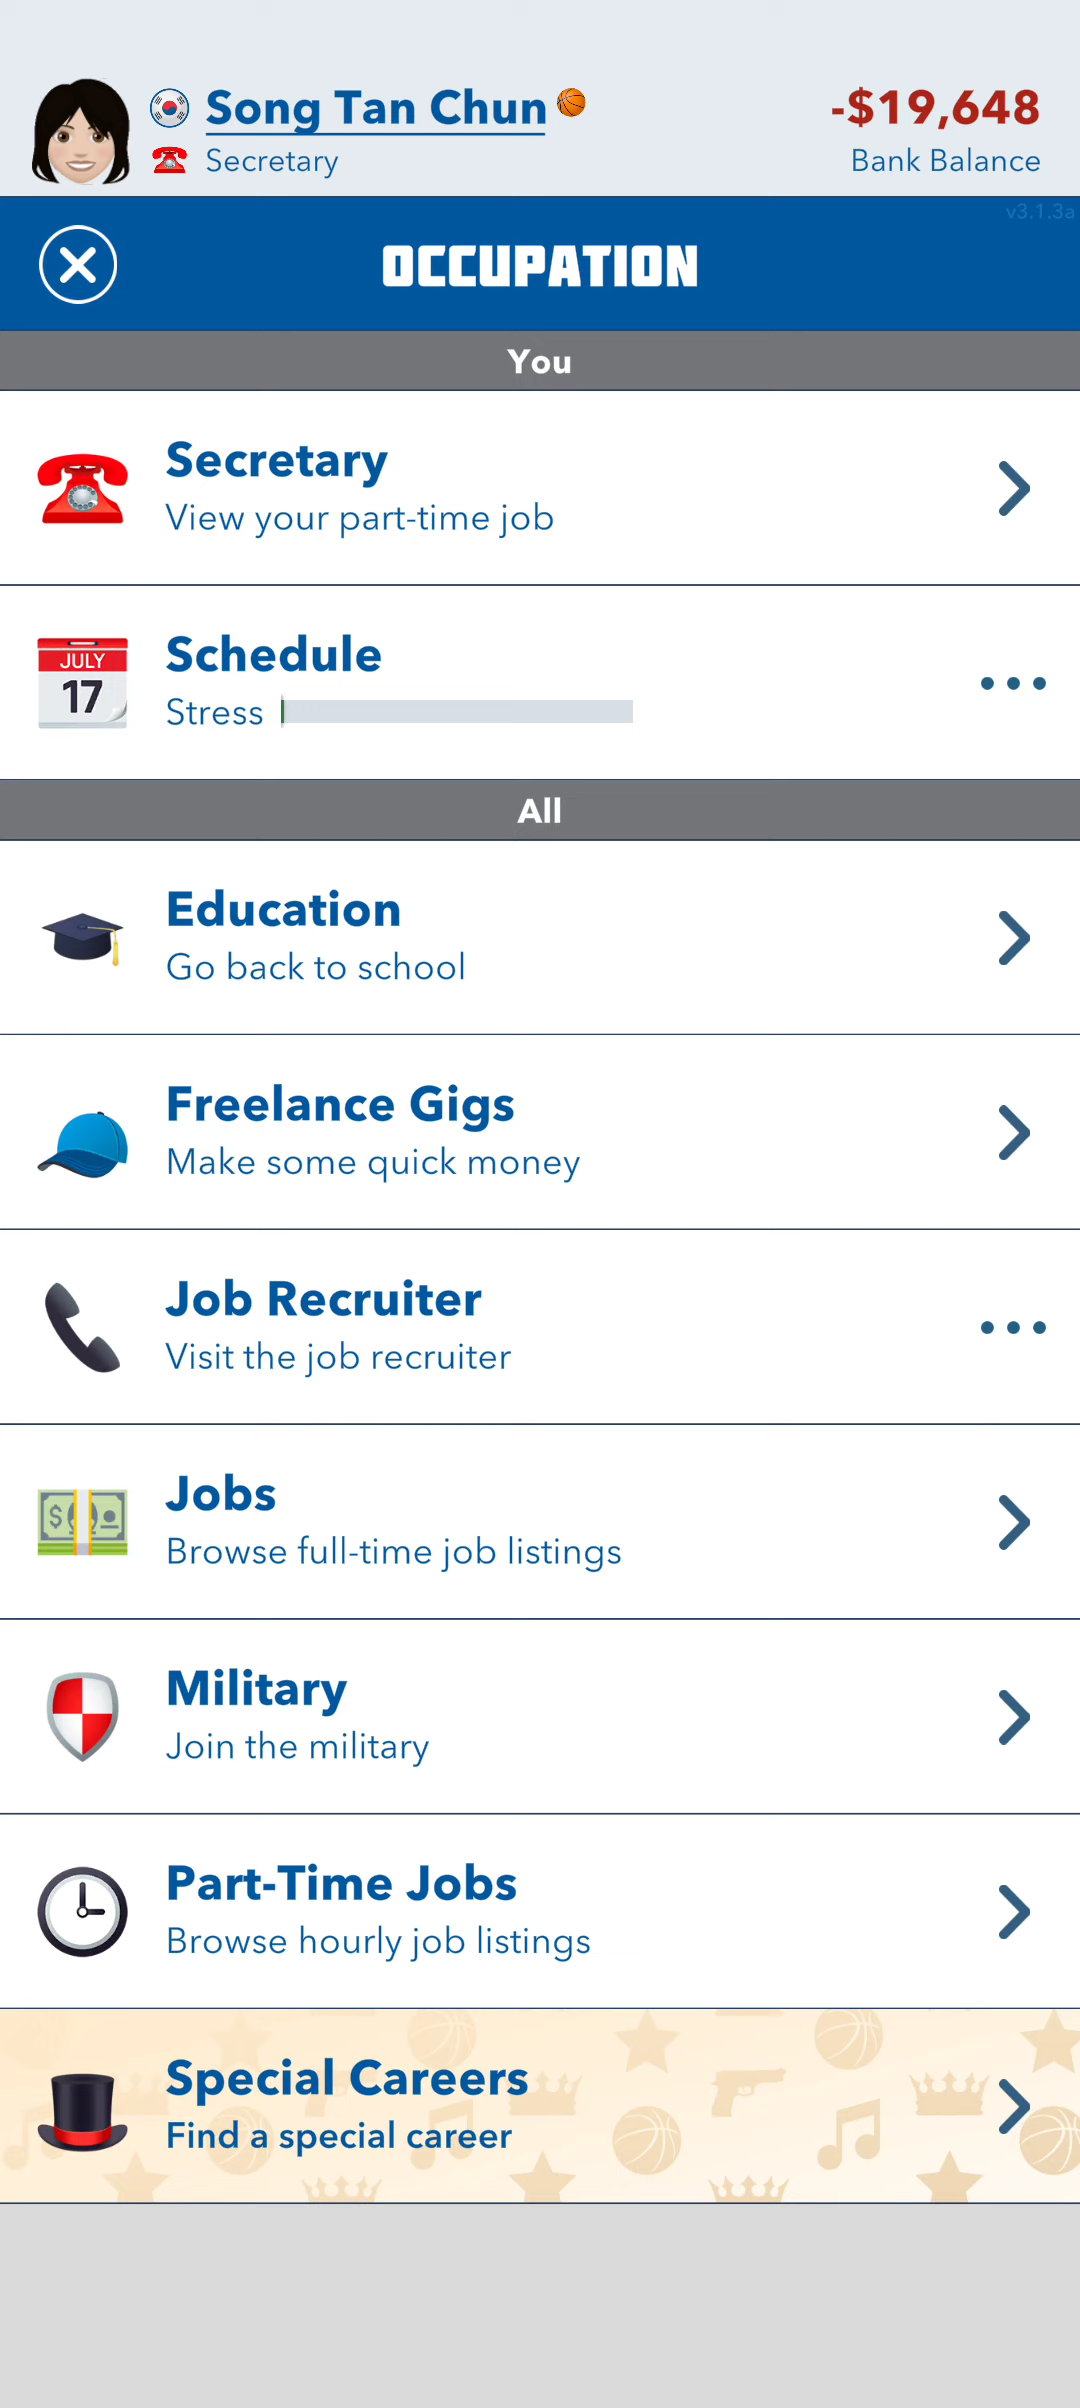 Song Tan Chun
-$19,648
Secretary
Bank Balance
v3.1.3a
OCCUPATION
You
Secretary
View your part-time job
JULY
17
Schedule
Stress
All
Education
Go back to school
Freelance Gigs
Make some quick money
Job Recruiter
Visit the job recruiter
$
Jobs
Browse full-time job listings
Military
Join the military
Part-Time Jobs
Browse hourly job listings
Special Careers
Find a special career